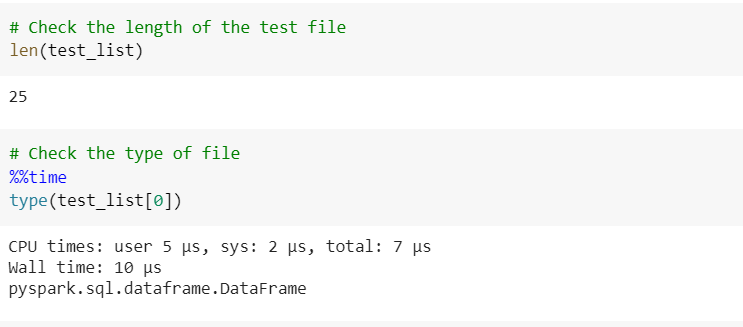 # Check the length of the test file
len(test_list)
25
# Check the type of file
%%time
type(test_list[0])
CPU times: user 5 µs, sys: 2 µs, total: 7 µs
Wall time: 10 µs
pyspark.sql.dataframe.DataFrame